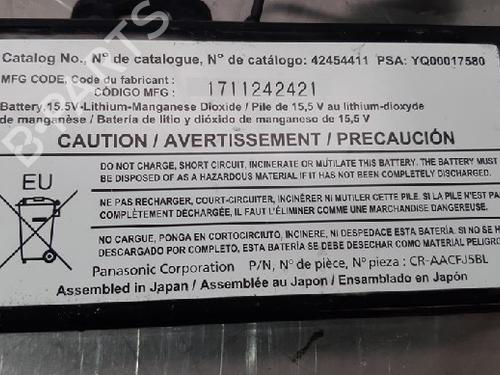 Catalog No., Nº de catalogue, Nº de catálogo: 42454411 PSA: YQ00017580
MFG CODE, Code du fabricant :
CÓDIGO MFG : 1711242421
Battery, 15.5V-Lithium-Manganese Dioxide / Pile de 15,5 V au lithium-dioxyde
de manganèse / Batería de litio y dióxido de manganeso de 15,5 V
CAUTION / AVERTISSEMENT / PRECAUCIÓN
EU
DO NOT CHARGE, SHORT CIRCUIT, INCINERATE OR MUTILATE THIS BATTERY. THE BATTERY MUST
BE DISPOSED OF AS A HAZARDOUS MATERIAL IF IT HAS NOT BEEN COMPLETELY DISCHARGED.
NE PAS RECHARGER, COURT-CIRCUITER, INCINÉRER NI MUTILER CETTE PILE. SI LA PILE N'EST PAS
COMPLÈTEMENT DÉCHARGÉE, IL FAUT L'ÉLIMINER COMME UNE MARCHANDISE DANGEREUSE.
NO CARGUE, PONGA EN CORTOCIRCUITO, INCINERE, NI DESPEDACE ESTA BATERÍA. SI NO SE HA
DESCARGADO POR COMPLETO, ESTA BATERÍA SE DEBE DESECHAR COMO MATERIAL PELIGRO
Panasonic Corporation P/N, Nº de pièce, Nº pieza : CR-AACFJ5BL
Assembled in Japan / Assemblée au Japon / Ensamblado en Japón
B-PARTS